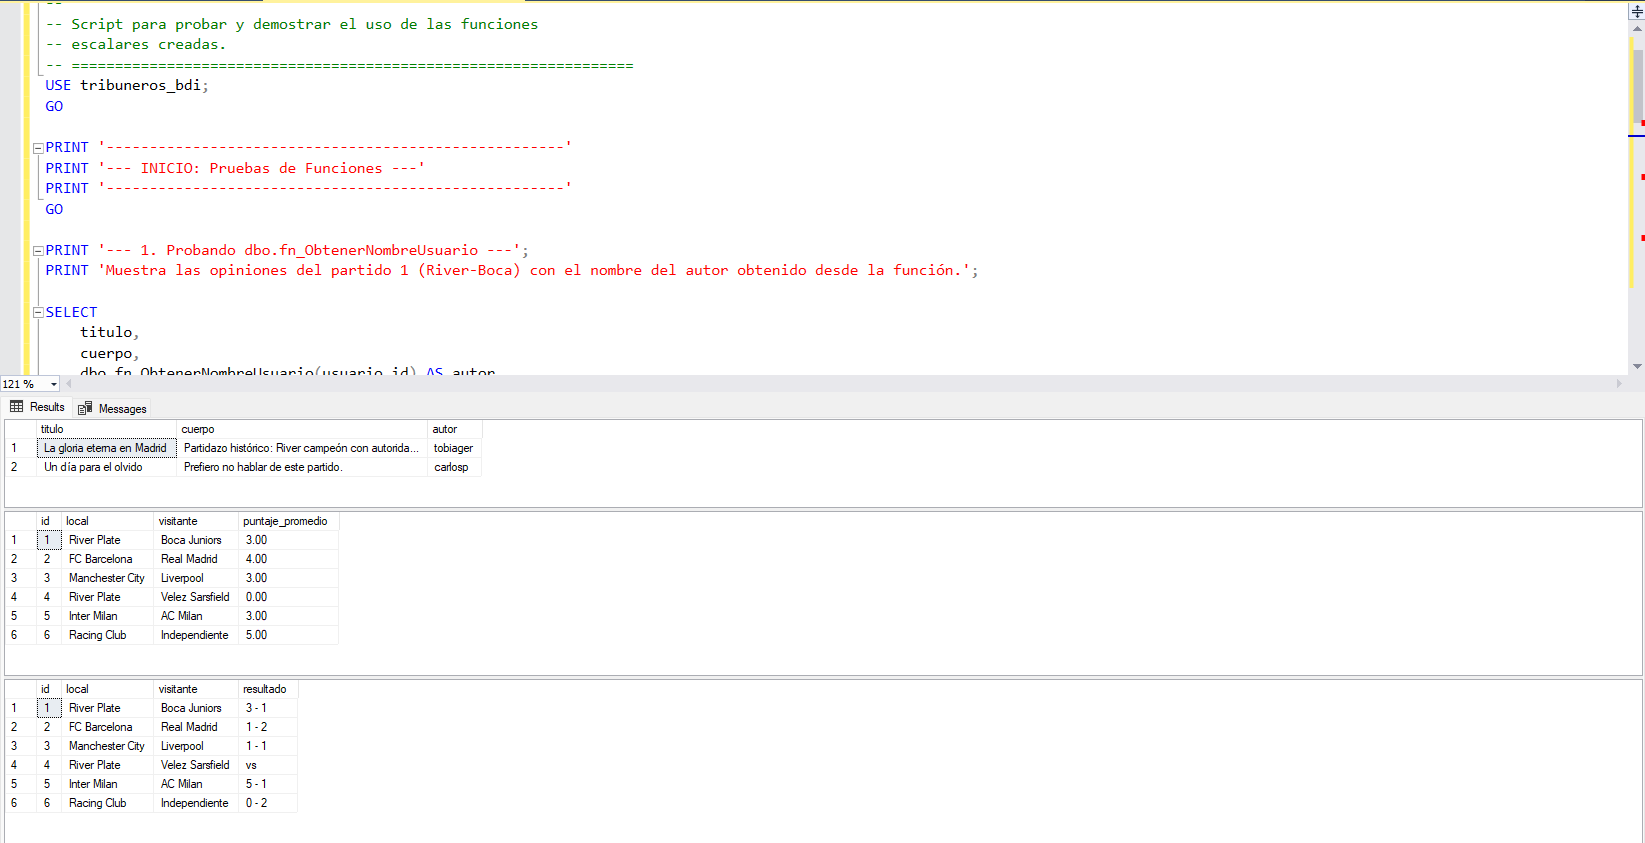 --
-- Script para probar y demostrar el uso de las funciones
-- escalares creadas.
-- =================================================================
USE tribuneros_bdi;
GO
PRINT '-----------------------------------------------------'
PRINT '--- INICIO: Pruebas de Funciones ---'
PRINT '-----------------------------------------------------'
GO
PRINT '--- 1. Probando dbo.fn_ObtenerNombreUsuario ---';
PRINT 'Muestra las opiniones del partido 1 (River-Boca) con el nombre del autor obtenido desde la función.';
SELECT
titulo,
cuerpo,
dbo.fn_ObtenerNombreUsuario(usuario_id) AS autor
121 %
Results Messages
titulo cuerpo autor
1 La gloria eterna en Madrid Partidazo histórico: River campeón con autorida... tobiager
2 Un día para el olvido Prefiero no hablar de este partido. carlosp
id local visitante puntaje_promedio
1 1 River Plate Boca Juniors 3.00
2 2 FC Barcelona Real Madrid 4.00
3 3 Manchester City Liverpool 3.00
4 4 River Plate Velez Sarsfield 0.00
5 5 Inter Milan AC Milan 3.00
6 6 Racing Club Independiente 5.00
id local visitante resultado
1 1 River Plate Boca Juniors 3 - 1
2 2 FC Barcelona Real Madrid 1 - 2
3 3 Manchester City Liverpool 1 - 1
4 4 River Plate Velez Sarsfield vs
5 5 Inter Milan AC Milan 5 - 1
6 6 Racing Club Independiente 0 - 2